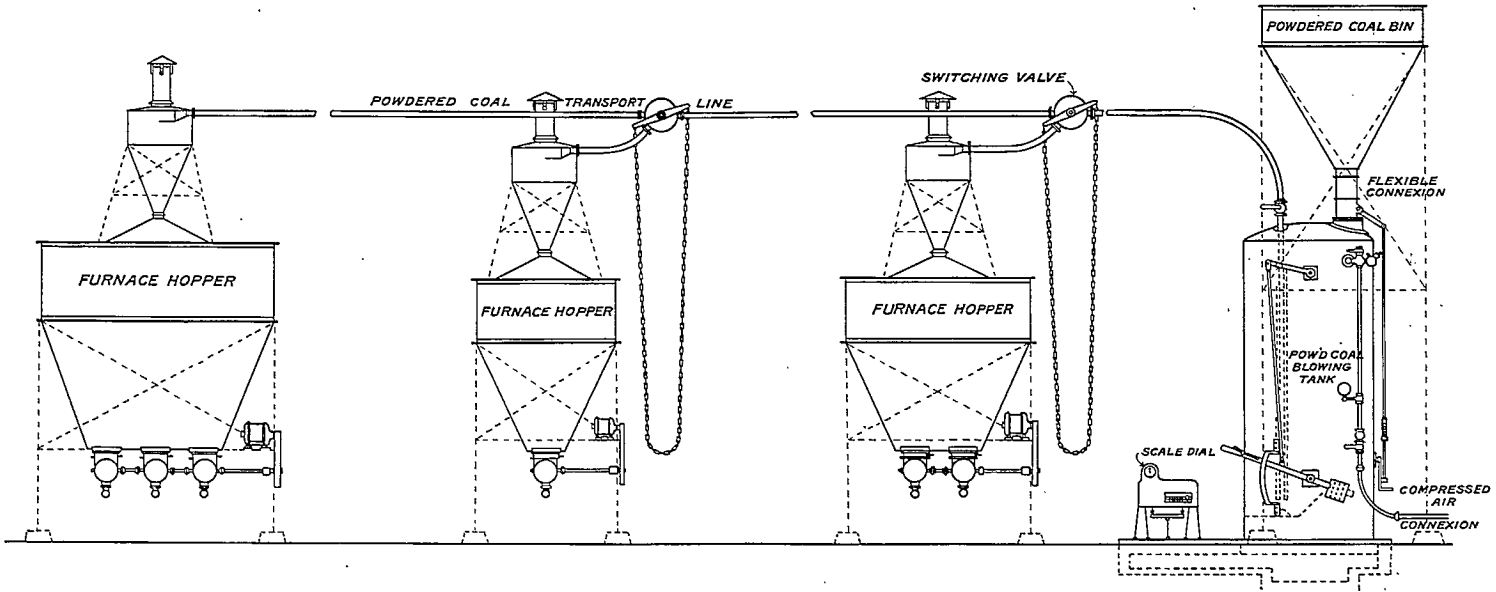 POWDERED COAL BIN
SWITCHING VALVE
POWDERED COAL TRANSPORT LINE
FLEXIBLE
CONNEXION
FURNACE HOPPER
FURNACE HOPPER
FURNACE HOPPER
POWD COAL
BLOWING
TANK
SCALE DIAL
COMPRESSED
AIR
CONNEXION